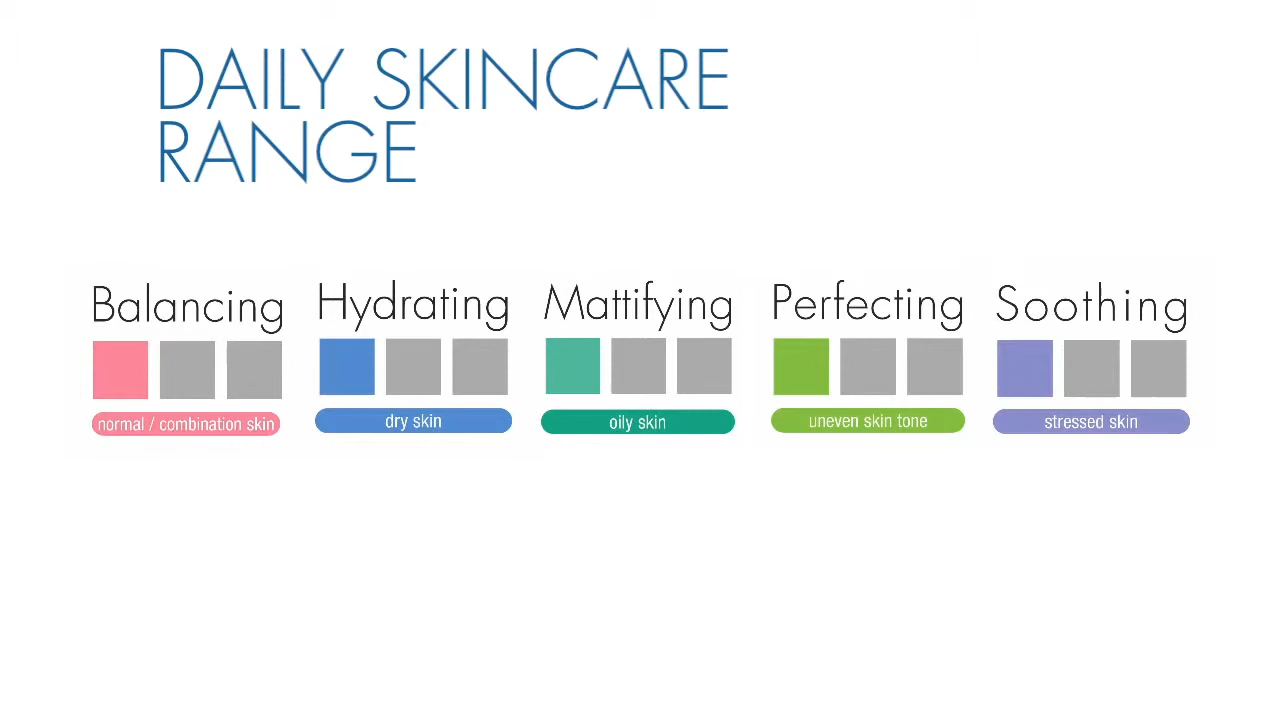 DAILY SKINCARE
RANGE
Balancing
normal / combination skin
Hydrating
dry skin
Mattifying
oily skin
Perfecting
uneven skin tone
Soothing
stressed skin